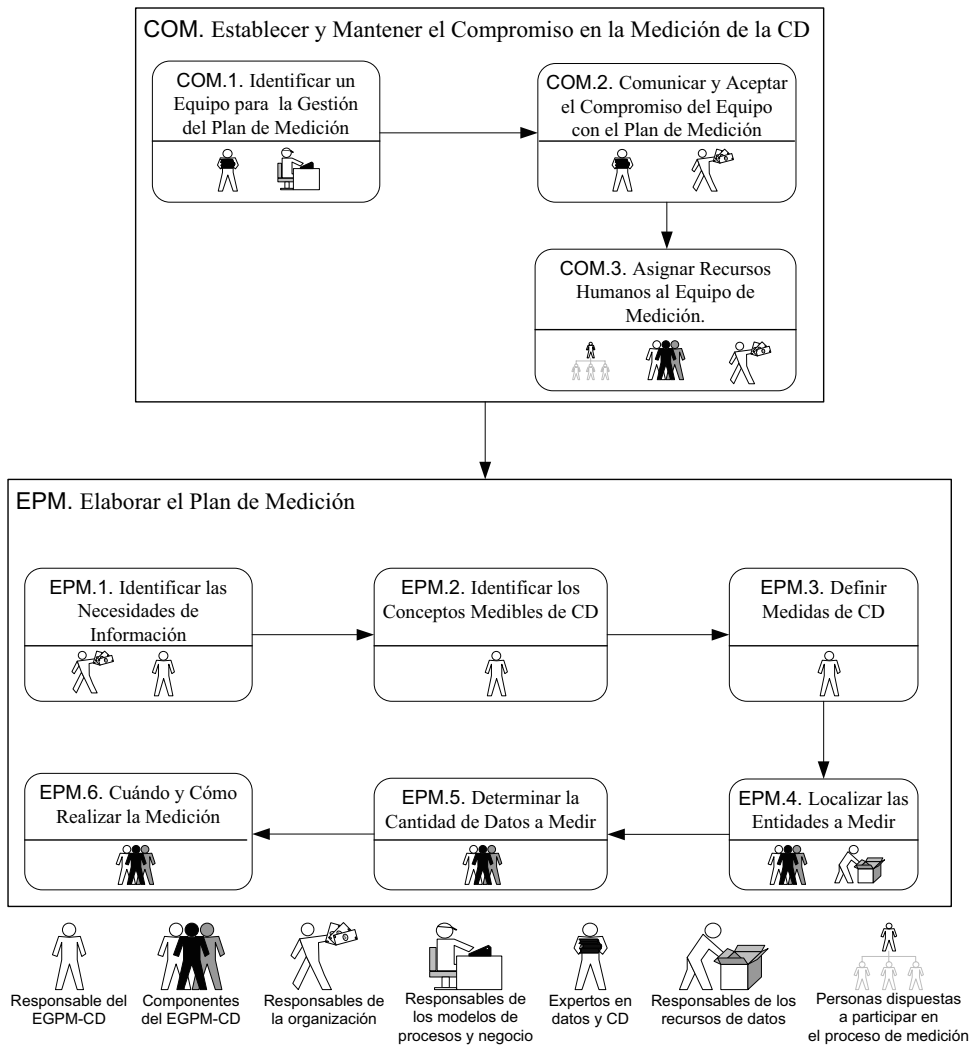 COM. Establecer y Mantener el Compromiso en la Medición de la CD
COM.1. Identificar un
Equipo para la Gestión
del Plan de Medición
COM.2. Comunicar y Aceptar
el Compromiso del Equipo
con el Plan de Medición
COM.3. Asignar Recursos
Humanos al Equipo de
Medición.
EPM. Elaborar el Plan de Medición
EPM.1. Identificar las
Necesidades de
Información
EPM.2. Identificar los
Conceptos Medibles de CD
EPM.3. Definir
Medidas de CD
EPM.6. Cuándo y Cómo
Realizar la Medición
EPM.5. Determinar la
Cantidad de Datos a Medir
EPM.4. Localizar las
Entidades a Medir
Responsable del
EGPM-CD
Componentes
del EGPM-CD
Responsables de
la organización
Responsables de
los modelos de
procesos y negocio
Expertos en
datos y CD
Responsables de los
recursos de datos
Personas dispuestas
a participar en
el proceso de medición